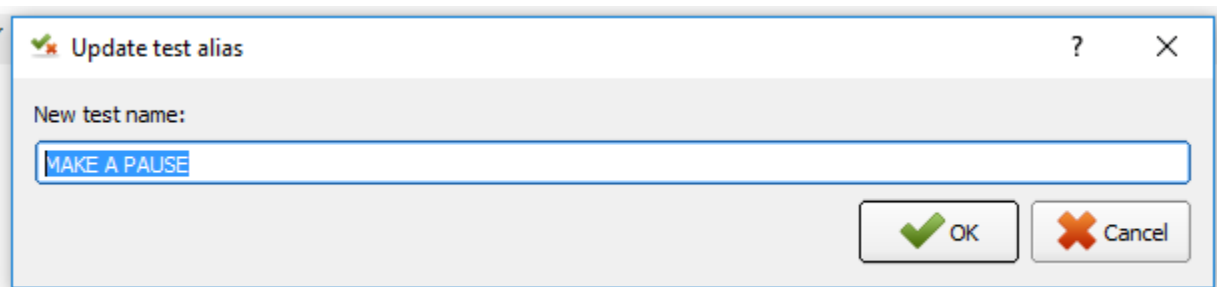 Update test alias
?
New test name:
MAKE A PAUSE
OK
Cancel